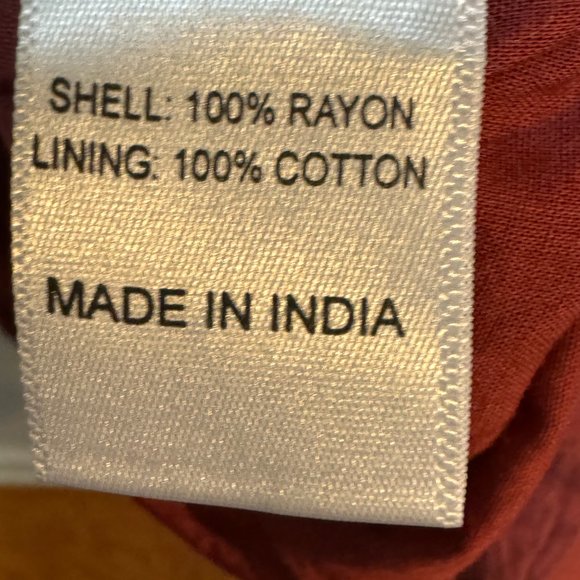 SHELL: 100% RAYON
LINING: 100% COTTON
MADE IN INDIA